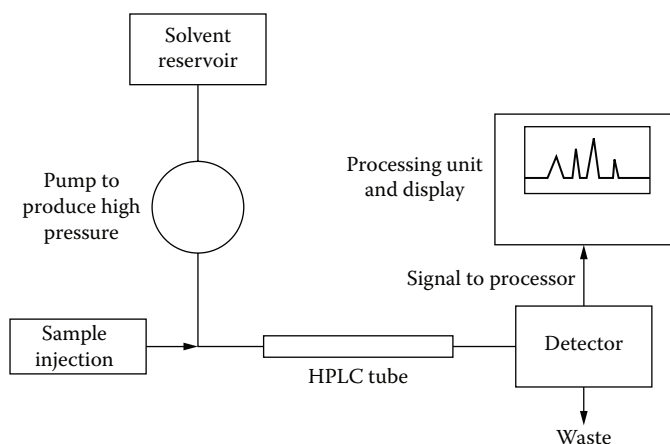 Solvent
reservoir
Pump to
produce high
pressure
Processing unit
and display
Signal to processor
Sample
injection
HPLC tube
Detector
Waste